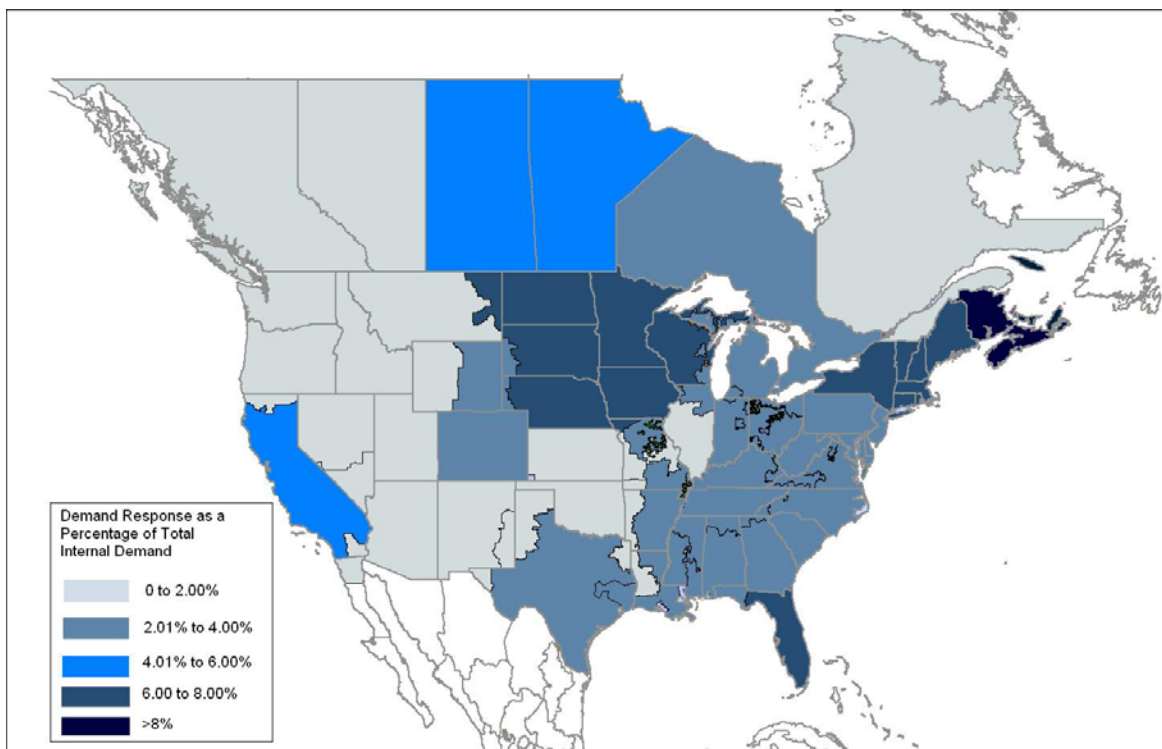 Demand Response as a
Percentage of Total
Internal Demand
0 to 2.00%
2.01% to 4.00%
4.01% to 6.00%
6.00 to 8.00%
>8%